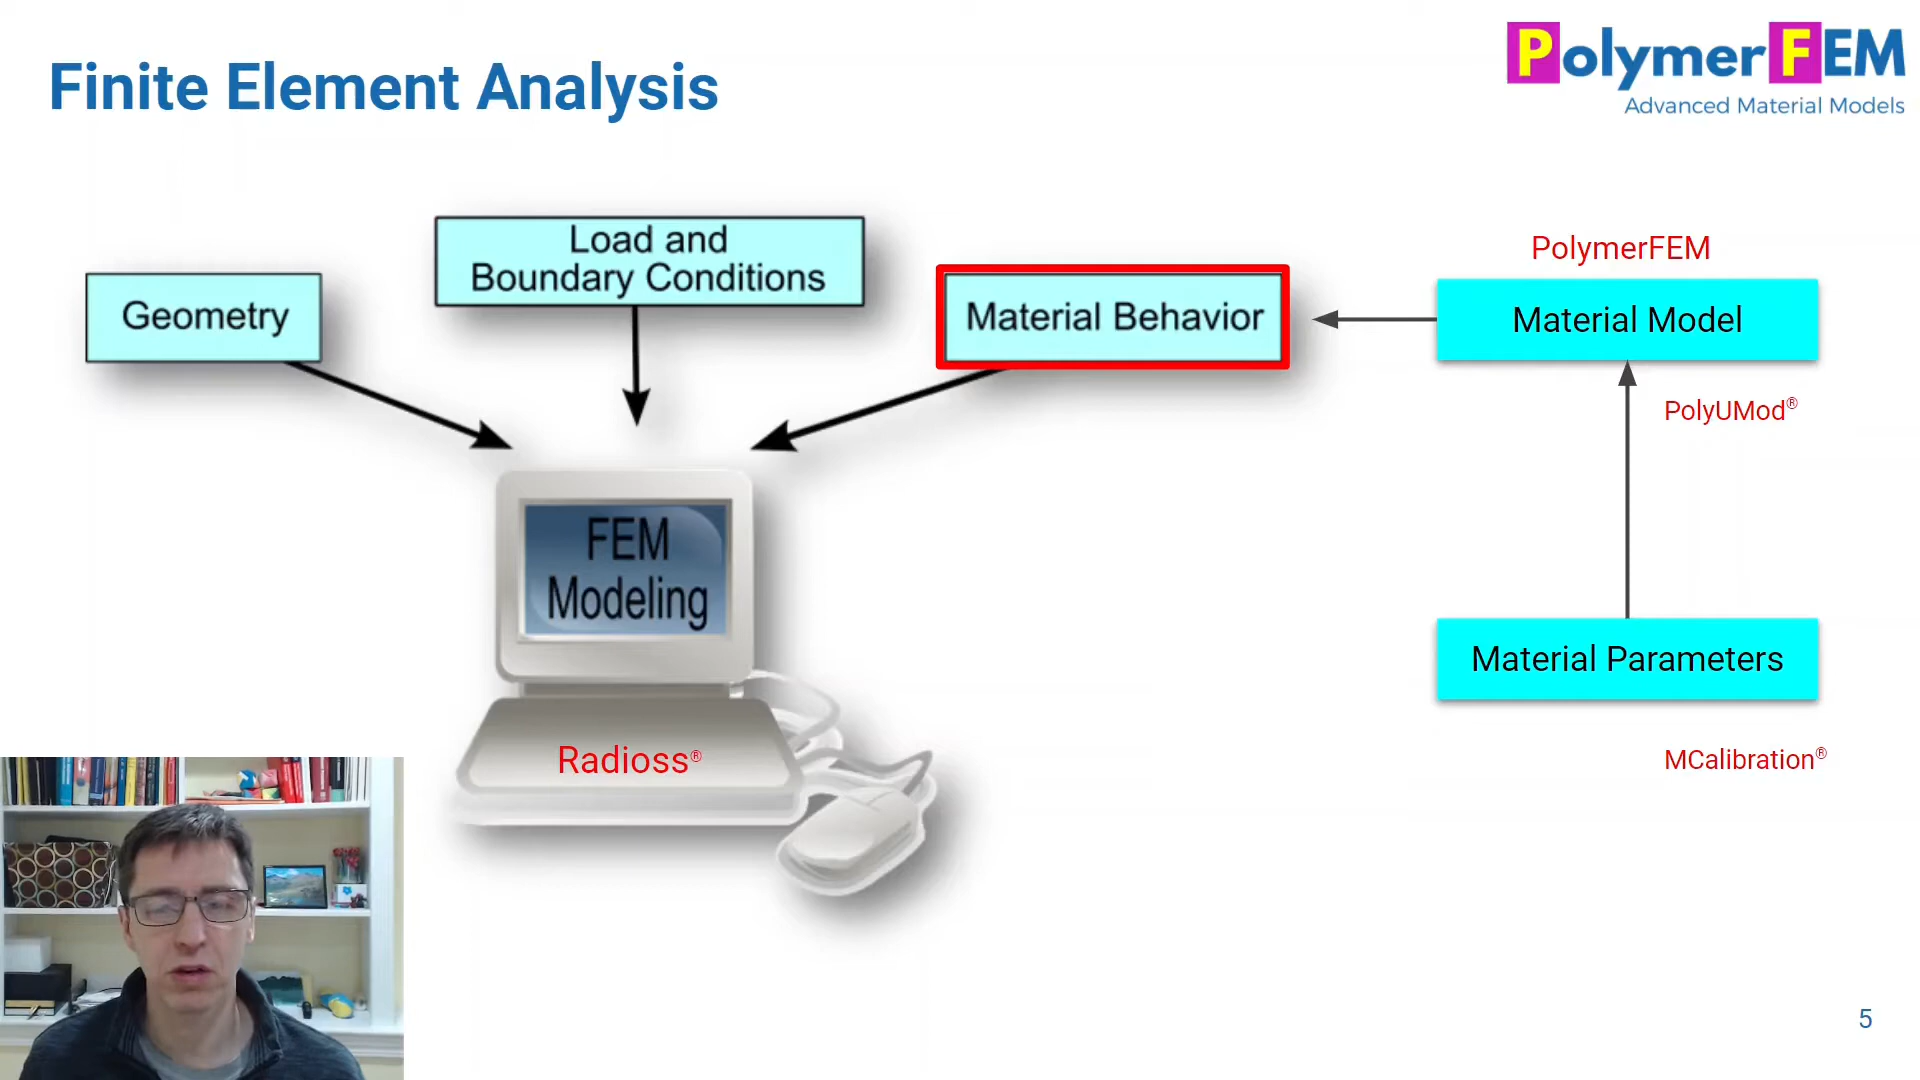 Finite Element Analysis
PolymerFEM
Advanced Material Models
Geometry
Load and
Boundary Conditions
Material Behavior
PolymerFEM
Material Model
PolyUMod®
Material Parameters
MCalibration®
FEM
Modeling
Radioss®
5